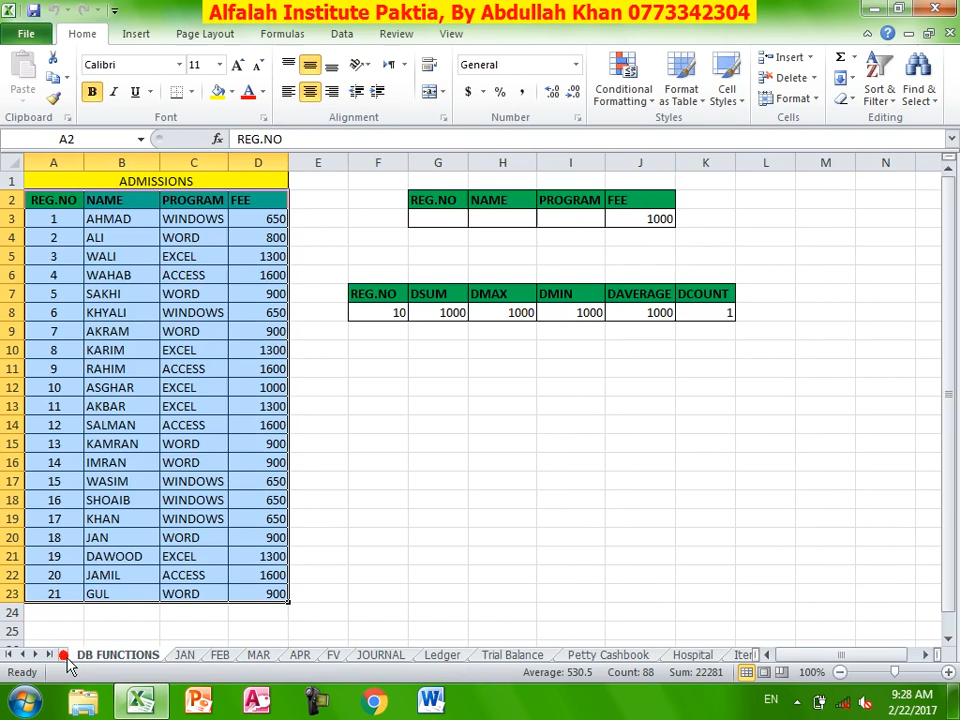 Alfalah Institute Paktia, By Abdullah Khan 0773342304
File Home Insert Page Layout Formulas Data Review View
Paste Calibri 11 General Conditional Formatting Format as Table Cell Styles Insert Delete Format Sort & Filter Find & Select
B I U A $ % ,
Clipboard Font Alignment Number Styles Cells Editing
A2 fx REG.NO
A B C D E F G H I J K L M N
1 ADMISSIONS
2 REG.NO NAME PROGRAM FEE REG.NO NAME PROGRAM FEE
3 1 AHMAD WINDOWS 650 1000
4 2 ALI WORD 800
5 3 WALI EXCEL 1300
6 4 WAHAB ACCESS 1600
7 5 SAKHI WORD 900 REG.NO DSUM DMAX DMIN DAVERAGE DCOUNT
8 6 KHYALI WINDOWS 650 10 1000 1000 1000 1000 1
9 7 AKRAM WORD 900
10 8 KARIM EXCEL 1300
11 9 RAHIM ACCESS 1600
12 10 ASGHAR EXCEL 1000
13 11 AKBAR EXCEL 1300
14 12 SALMAN ACCESS 1600
15 13 KAMRAN WORD 900
16 14 IMRAN WORD 900
17 15 WASIM WINDOWS 650
18 16 SHOAIB WINDOWS 650
19 17 KHAN WINDOWS 650
20 18 JAN WORD 900
21 19 DAWOOD EXCEL 1300
22 20 JAMIL ACCESS 1600
23 21 GUL WORD 900
24
25
DB FUNCTIONS JAN FEB MAR APR FV JOURNAL Ledger Trial Balance Petty Cashbook Hospital Iter
Ready Average: 530.5 Count: 88 Sum: 22281 100%
EN 9:28 AM
2/22/2017